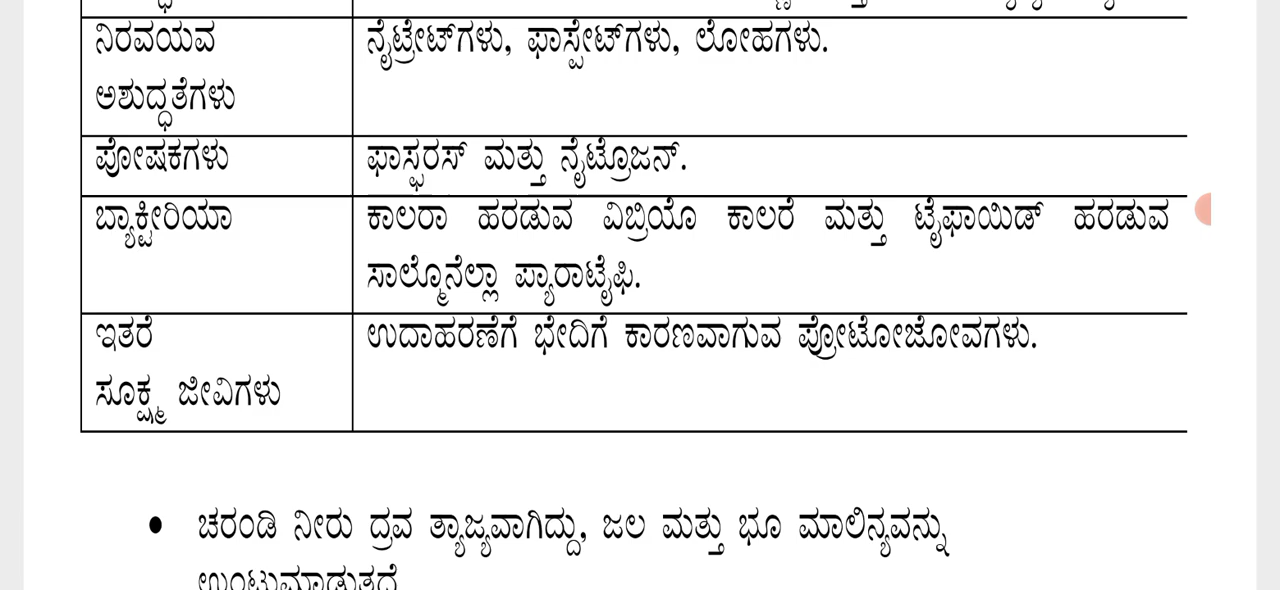 ನಿರವಯವ
ಅಶುದ್ಧತೆಗಳು
ನೈಟ್ರೇಟ್‌ಗಳು, ಫಾಸ್ಪೇಟ್‌ಗಳು, ಲೋಹಗಳು.
ಪೋಷಕಗಳು
ಫಾಸ್ಫರಸ್ ಮತ್ತು ನೈಟ್ರೊಜನ್.
ಬ್ಯಾಕ್ಟೀರಿಯಾ
ಕಾಲರಾ ಹರಡುವ ವಿಬ್ರಿಯೊ ಕಾಲರೆ ಮತ್ತು ಟೈಫಾಯಿಡ್ ಹರಡುವ
ಸಾಲ್ಮೊನೆಲ್ಲಾ ಪ್ಯಾರಾಟೈಫಿ.
ಇತರೆ
ಸೂಕ್ಷ್ಮ ಜೀವಿಗಳು
ಉದಾಹರಣೆಗೆ ಭೇದಿಗೆ ಕಾರಣವಾಗುವ ಪ್ರೋಟೋಜೋವಗಳು.
• ಚರಂಡಿ ನೀರು ದ್ರವ ತ್ಯಾಜ್ಯವಾಗಿದ್ದು, ಜಲ ಮತ್ತು ಭೂ ಮಾಲಿನ್ಯವನ್ನು
ಉಂಟುಮಾಡುತ್ತದೆ